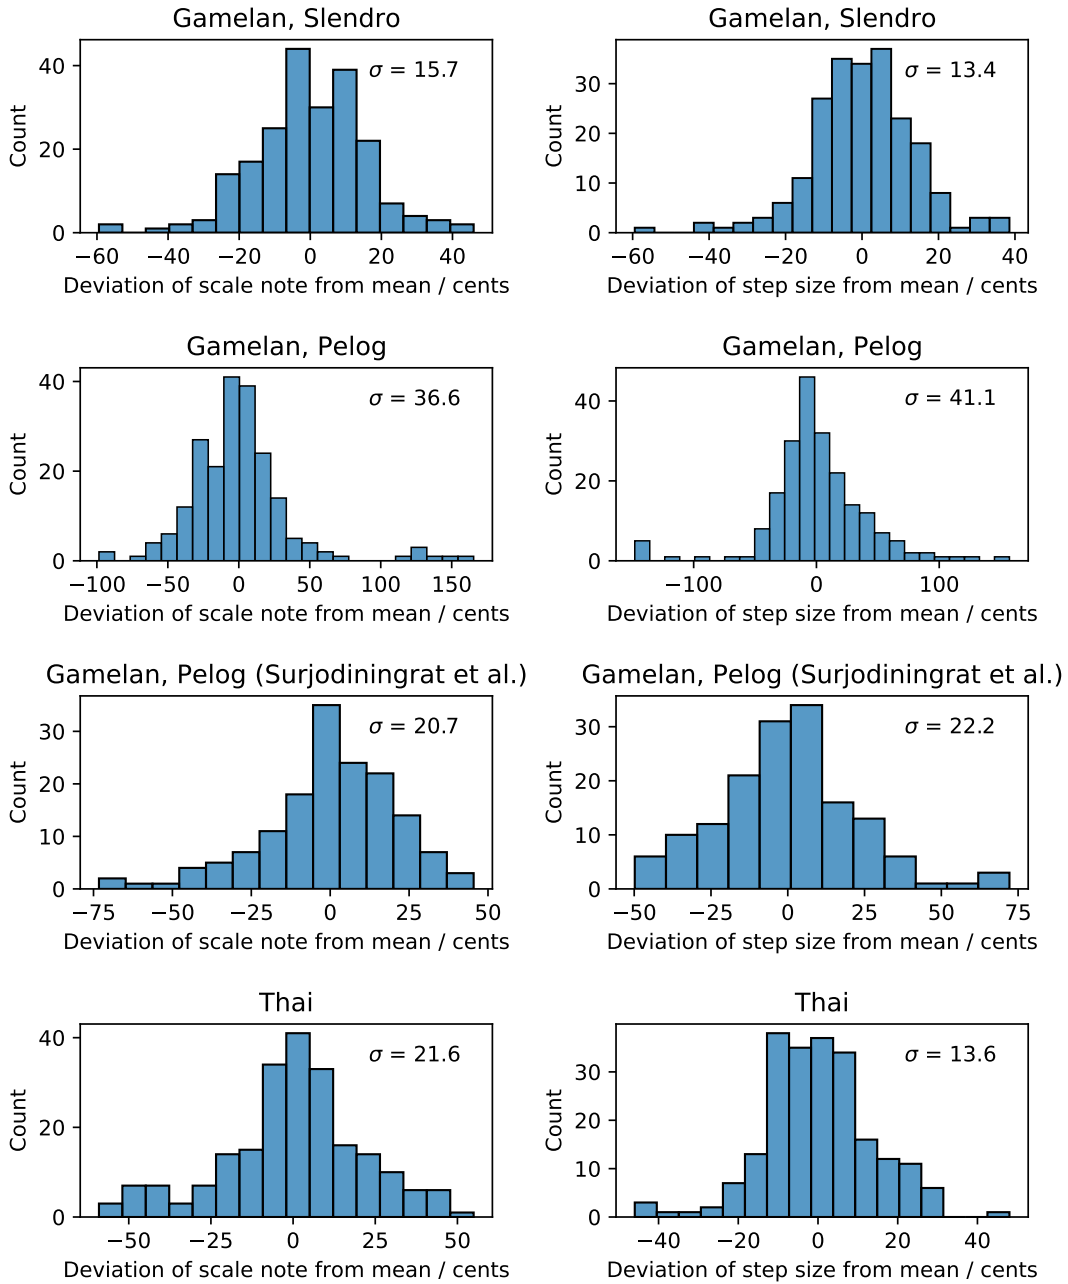 Gamelan, Slendro
σ = 15.7
Count
40
20
0
−60 −40 −20 0 20 40
Deviation of scale note from mean / cents
Gamelan, Slendro
σ = 13.4
Count
30
20
10
0
−60 −40 −20 0 20 40
Deviation of step size from mean / cents
Gamelan, Pelog
σ = 36.6
Count
40
20
0
−100 −50 0 50 100 150
Deviation of scale note from mean / cents
Gamelan, Pelog
σ = 41.1
Count
40
20
0
−100 0 100
Deviation of step size from mean / cents
Gamelan, Pelog (Surjodiningrat et al.)
σ = 20.7
Count
30
20
10
0
−75 −50 −25 0 25 50
Deviation of scale note from mean / cents
Gamelan, Pelog (Surjodiningrat et al.)
σ = 22.2
Count
30
20
10
0
−50 −25 0 25 50 75
Deviation of step size from mean / cents
Thai
σ = 21.6
Count
40
20
0
−50 −25 0 25 50
Deviation of scale note from mean / cents
Thai
σ = 13.6
Count
30
20
10
0
−40 −20 0 20 40
Deviation of step size from mean / cents